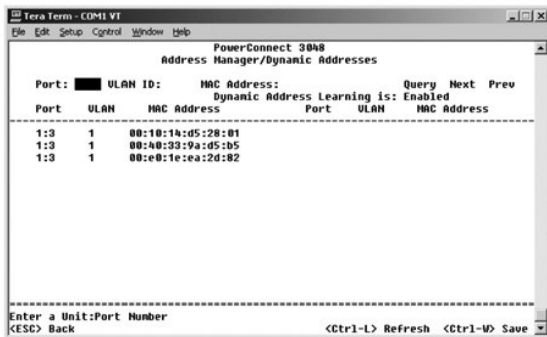 Tera Term - COM1 VT
File Edit Setup Control Window Help
PowerConnect 3048
Address Manager/Dynamic Addresses
Port: VLAN ID: MAC Address: Query Next Prev
Dynamic Address Learning is: Enabled
Port VLAN MAC Address Port VLAN MAC Address
1:3 1 00:10:14:d5:28:01
1:3 1 00:40:33:9a:d5:b5
1:3 1 00:e0:1e:ea:2d:82
Enter a Unit:Port Number
<ESC> Back <Ctrl-L> Refresh <Ctrl-W> Save